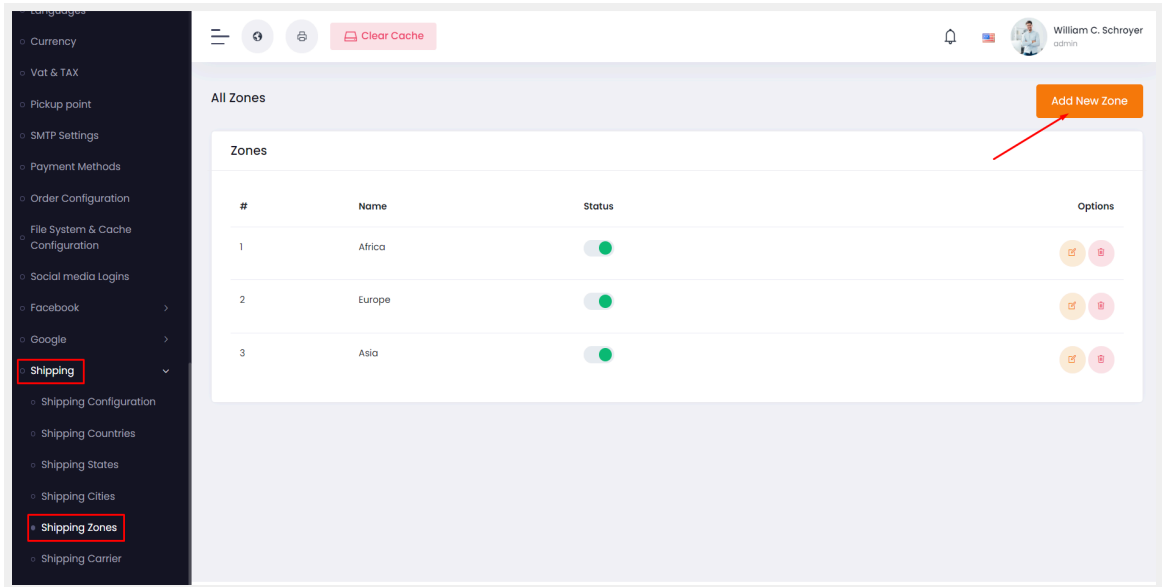 Languages
Currency
Vat & TAX
Pickup point
SMTP Settings
Payment Methods
Order Configuration
File System & Cache
Configuration
Social media Logins
Facebook
Google
Shipping
Shipping Configuration
Shipping Countries
Shipping States
Shipping Cities
Shipping Zones
Shipping Carrier
Clear Cache
William C. Schroyer
admin
All Zones
Add New Zone
Zones
# Name Status Options
1 Africa
2 Europe
3 Asia